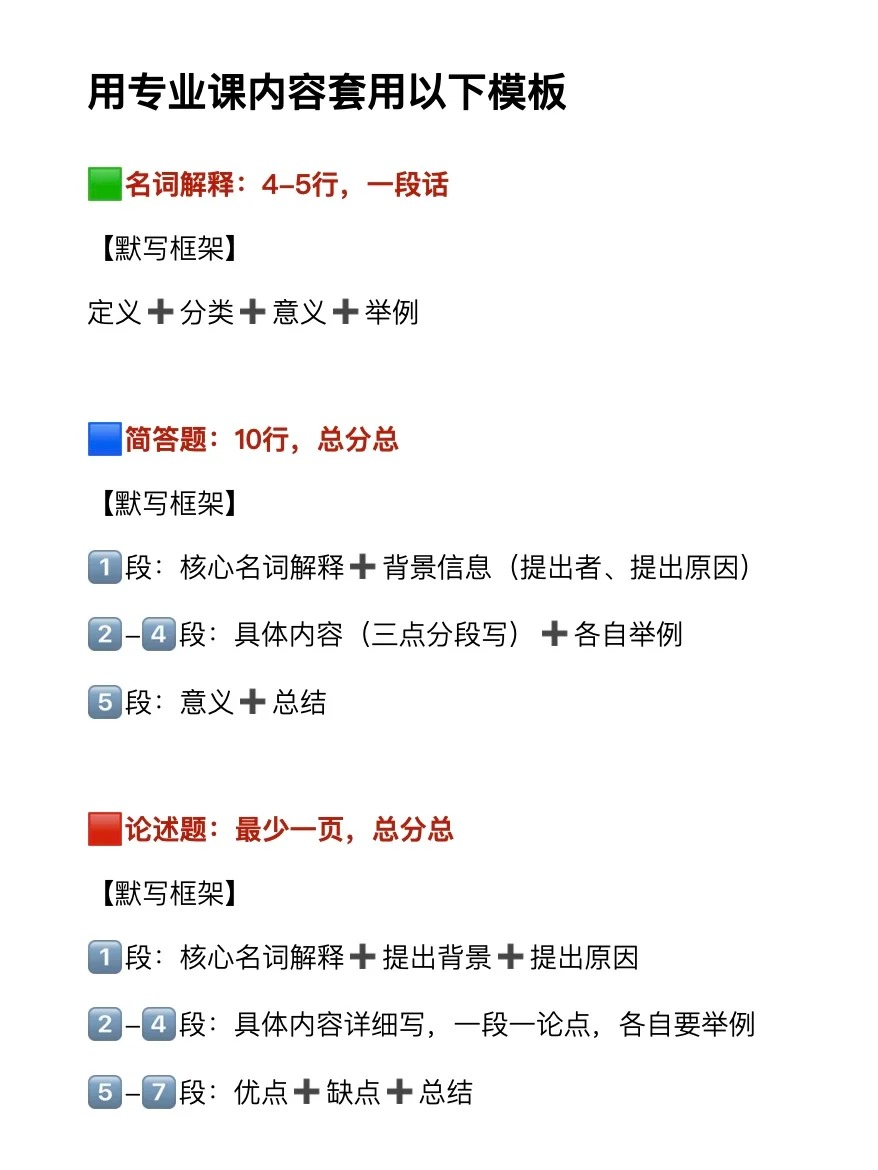 用专业课内容套用以下模板
🟩名词解释：4–5行，一段话
【默写框架】
定义➕分类➕意义➕举例
🟦简答题：10行，总分总
【默写框架】
1️⃣段：核心名词解释➕背景信息（提出者、提出原因）
2️⃣–4️⃣段：具体内容（三点分段写）➕各自举例
5️⃣段：意义➕总结
🟥论述题：最少一页，总分总
【默写框架】
1️⃣段：核心名词解释➕提出背景➕提出原因
2️⃣–4️⃣段：具体内容详细写，一段一论点，各自要举例
5️⃣–7️⃣段：优点➕缺点➕总结